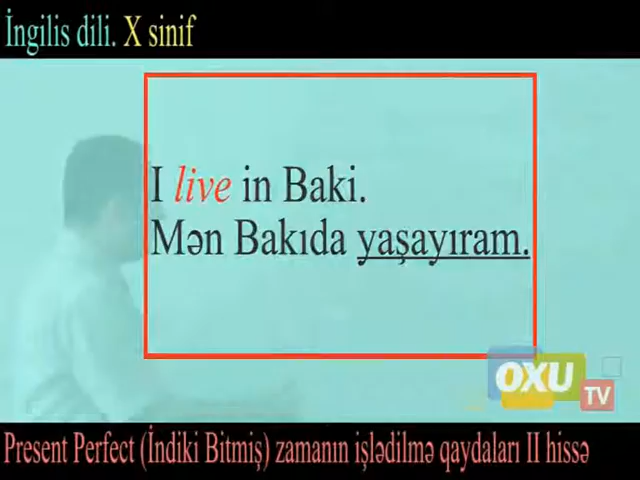 İngilis dili. X sinif
I live in Baki.
Mən Bakıda yaşayıram.
OXU
TV
Present Perfect (İndiki Bitmiş) zamanın işlədilmə qaydaları II hissə